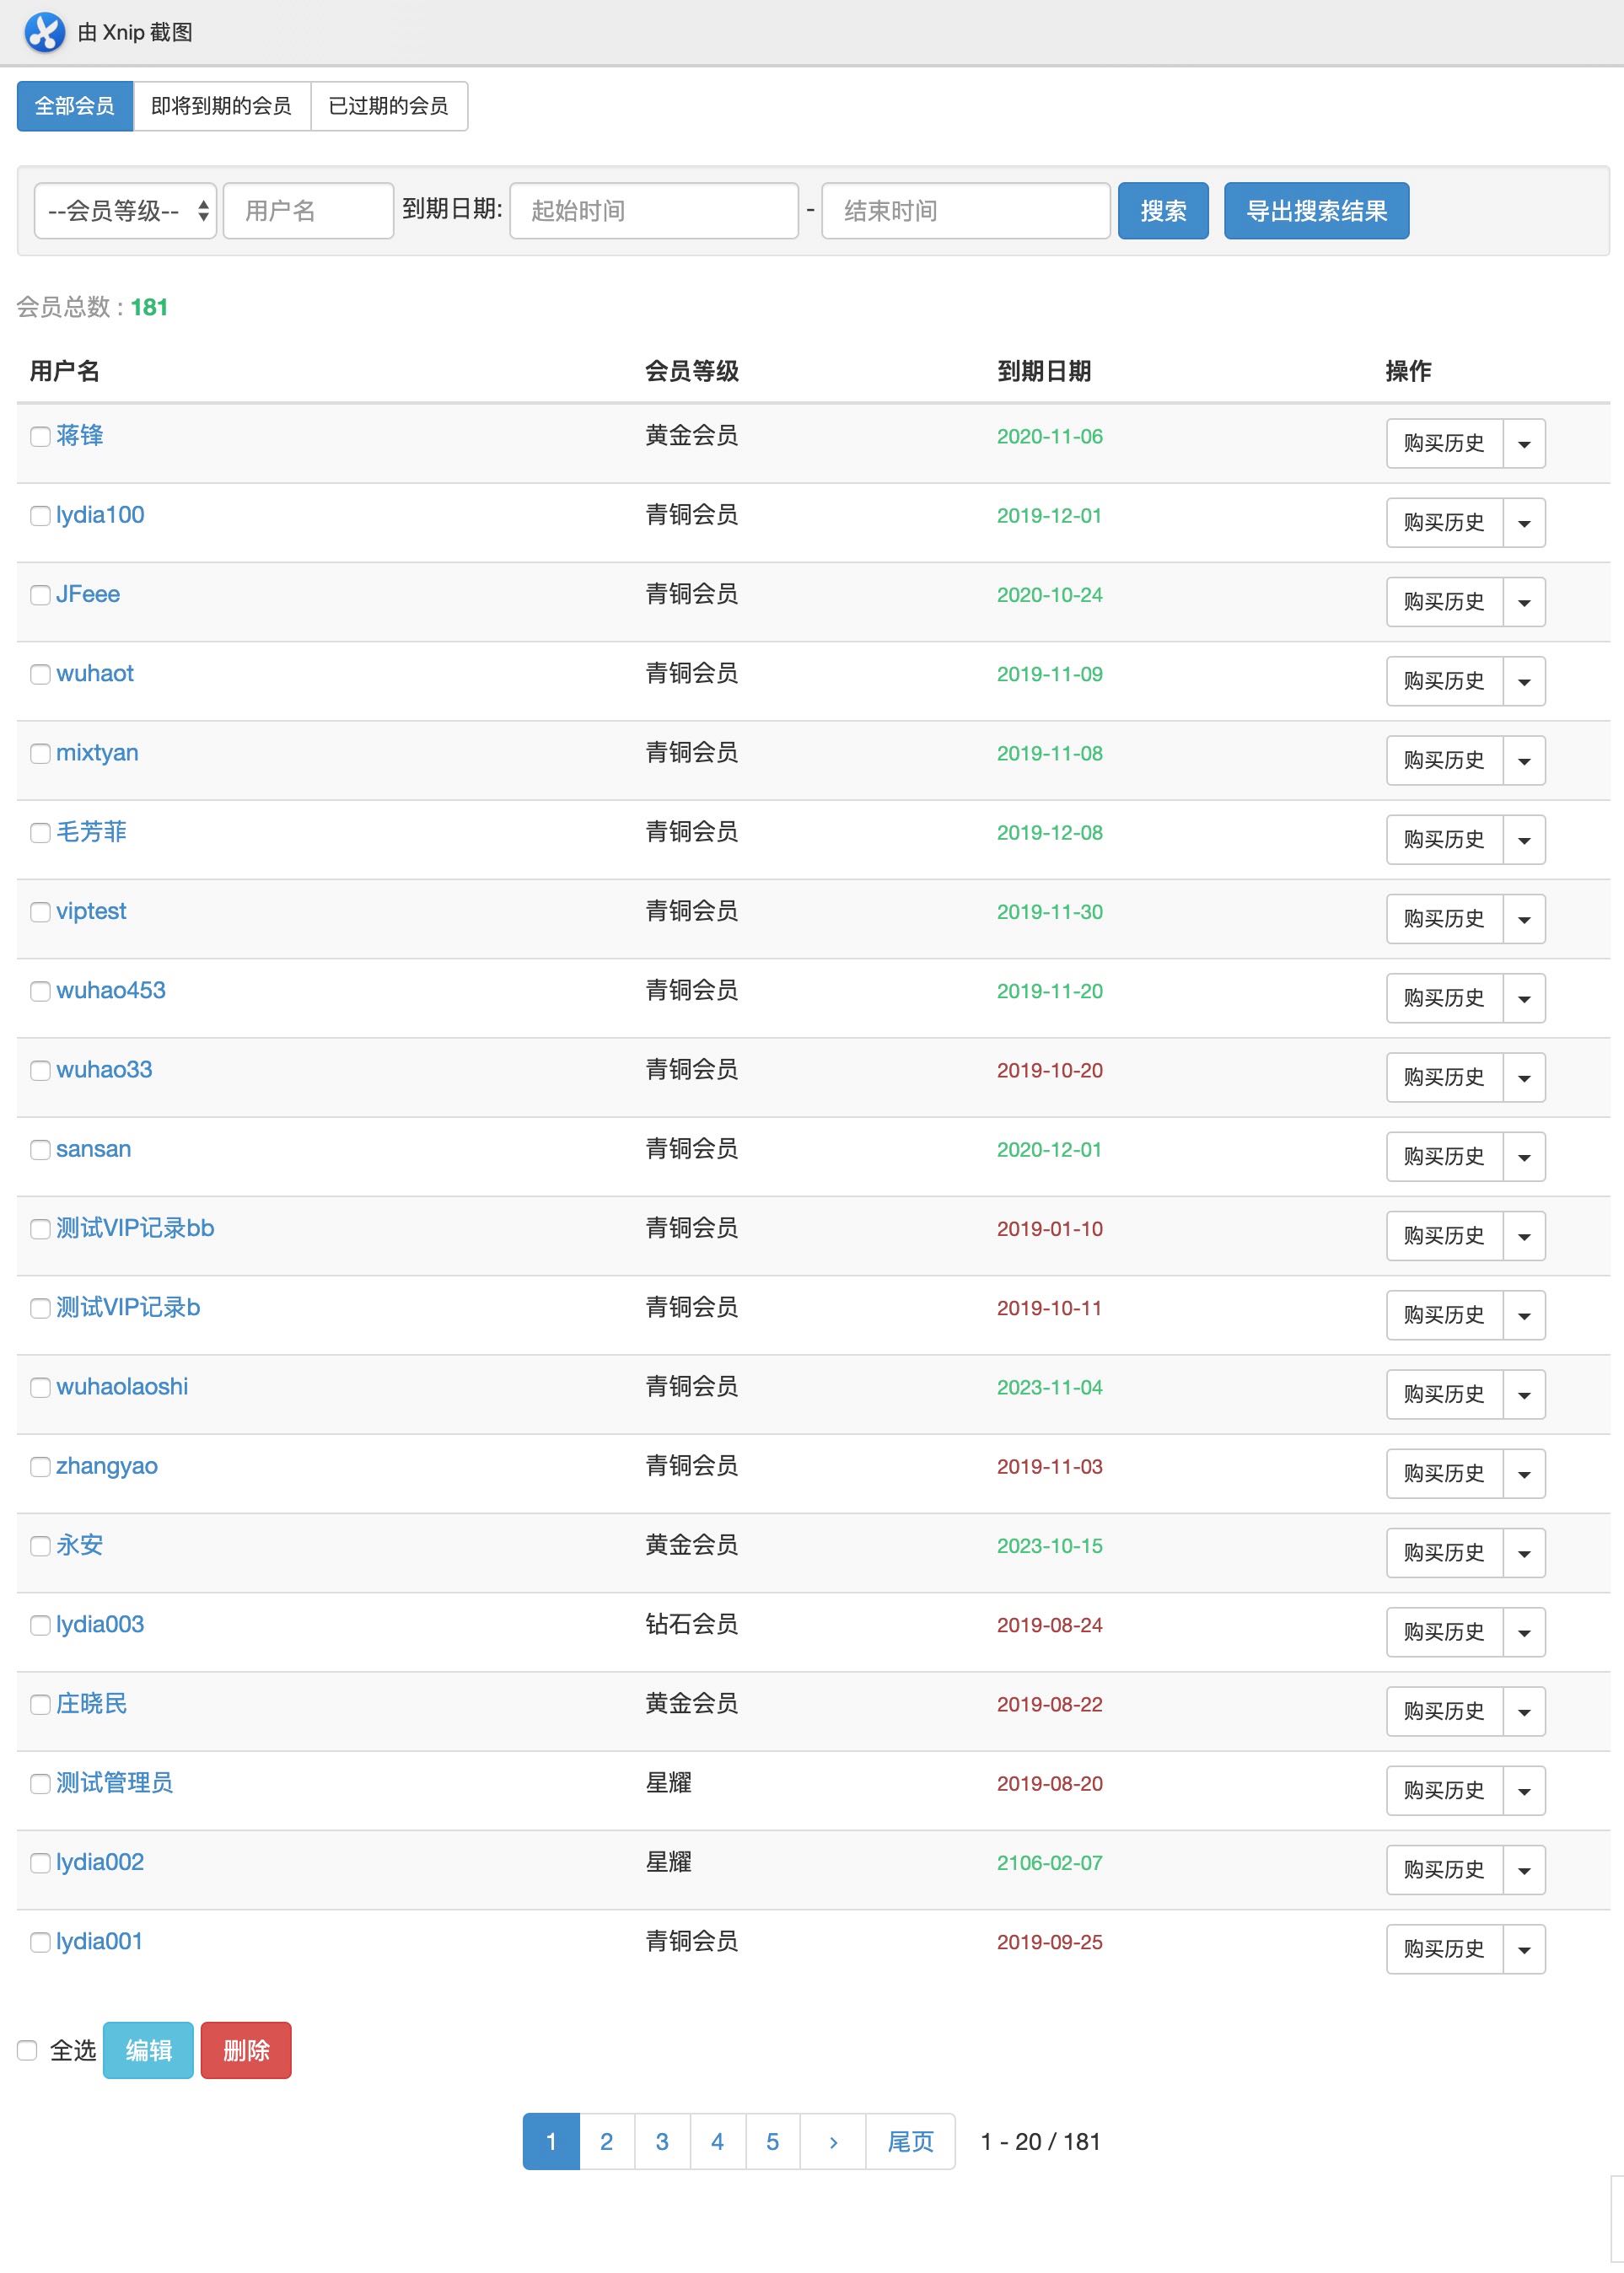 由 Xnip 截图
全部会员 即将到期的会员 已过期的会员
--会员等级-- 用户名 到期日期: 起始时间 - 结束时间 搜索 导出搜索结果
会员总数 : 181
用户名 会员等级 到期日期 操作
蒋锋 黄金会员 2020-11-06 购买历史
lydia100 青铜会员 2019-12-01 购买历史
JFeee 青铜会员 2020-10-24 购买历史
wuhaot 青铜会员 2019-11-09 购买历史
mixtyan 青铜会员 2019-11-08 购买历史
毛芳菲 青铜会员 2019-12-08 购买历史
viptest 青铜会员 2019-11-30 购买历史
wuhao453 青铜会员 2019-11-20 购买历史
wuhao33 青铜会员 2019-10-20 购买历史
sansan 青铜会员 2020-12-01 购买历史
测试VIP记录bb 青铜会员 2019-01-10 购买历史
测试VIP记录b 青铜会员 2019-10-11 购买历史
wuhaolaoshi 青铜会员 2023-11-04 购买历史
zhangyao 青铜会员 2019-11-03 购买历史
永安 黄金会员 2023-10-15 购买历史
lydia003 钻石会员 2019-08-24 购买历史
庄晓民 黄金会员 2019-08-22 购买历史
测试管理员 星耀 2019-08-20 购买历史
lydia002 星耀 2106-02-07 购买历史
lydia001 青铜会员 2019-09-25 购买历史
全选 编辑 删除
1 2 3 4 5 › 尾页 1 - 20 / 181